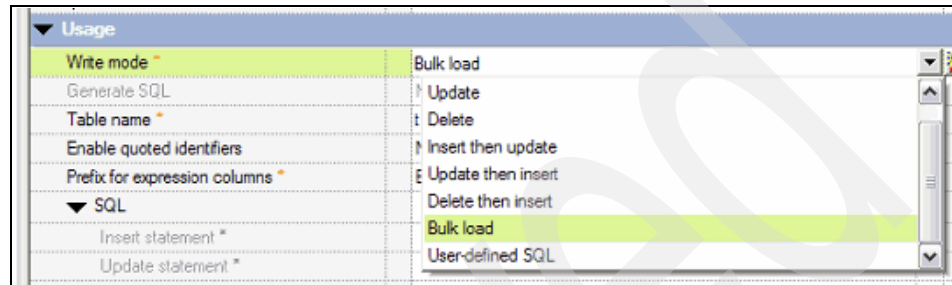 Usage
Write mode * Bulk load
Generate SQL
Update
Table name *
Delete
Enable quoted identifiers
Insert then update
Prefix for expression columns *
Update then insert
SQL
Delete then insert
Insert statement *
Bulk load
Update statement *
User-defined SQL